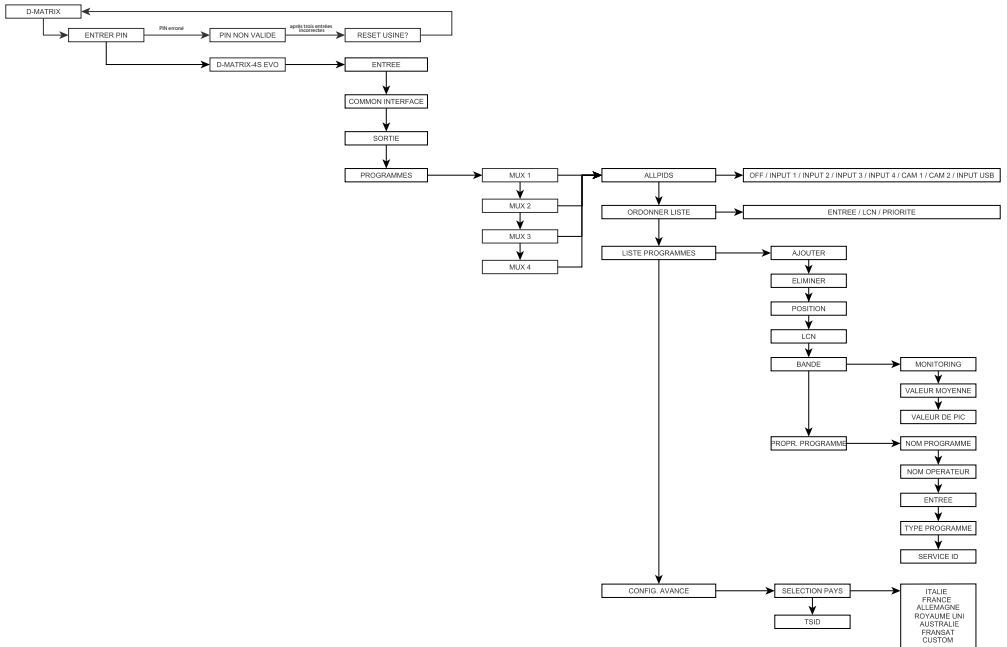 D-MATRIX
ENTRER PIN
PIN erroné
PIN NON VALIDE
après trois entrées
incorrectes
RESET USINE?
D-MATRIX-4S EVO
ENTREE
COMMON INTERFACE
SORTIE
PROGRAMMES
MUX 1
MUX 2
MUX 3
MUX 4
ALLPIDS
OFF / INPUT 1 / INPUT 2 / INPUT 3 / INPUT 4 / CAM 1 / CAM 2 / INPUT USB
ORDONNER LISTE
ENTREE / LCN / PRIORITE
LISTE PROGRAMMES
AJOUTER
ELIMINER
POSITION
LCN
BANDE
MONITORING
VALEUR MOYENNE
VALEUR DE PIC
PROPR. PROGRAMME
NOM PROGRAMME
NOM OPERATEUR
ENTREE
TYPE PROGRAMME
SERVICE ID
CONFIG. AVANCE
SELECTION PAYS
TSID
ITALIE
FRANCE
ALLEMAGNE
ROYAUME UNI
AUSTRALIE
FRANSAT
CUSTOM